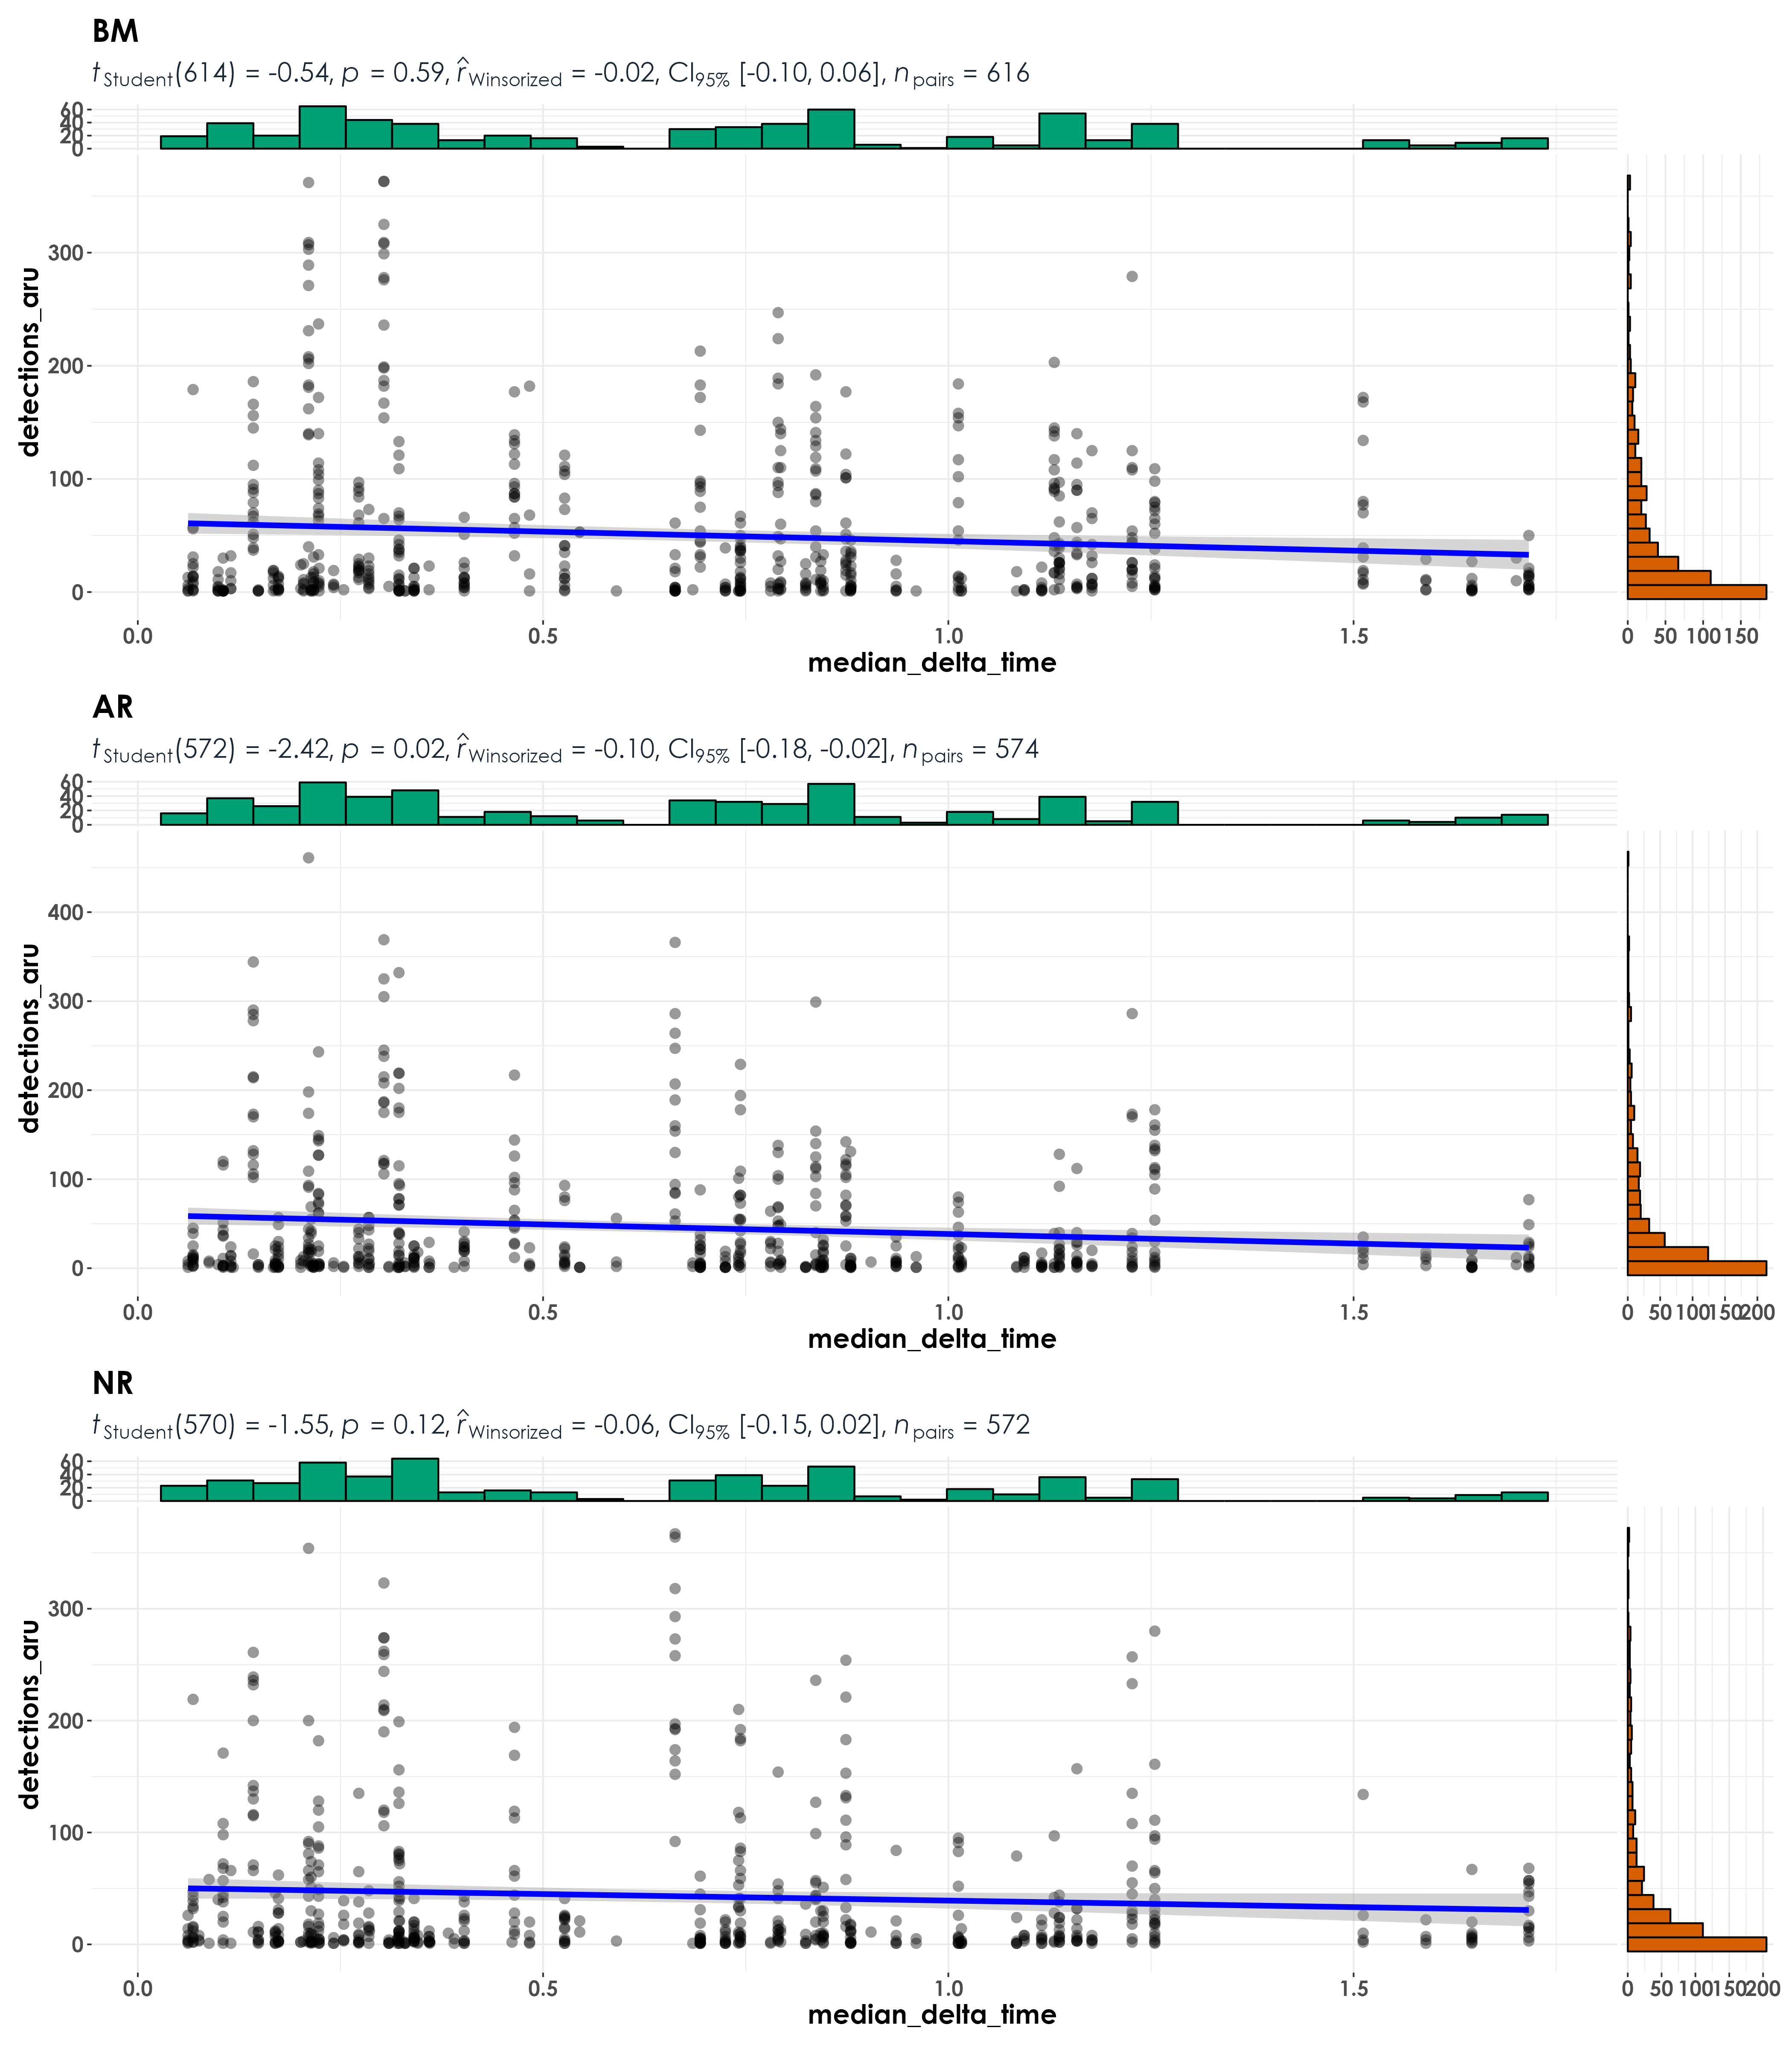 BM
t Student(614) = -0.54, p = 0.59, r̂ Winsorized = -0.02, CI95% [-0.10, 0.06], n pairs = 616
60
40
20
0
detections_aru
300
200
100
0
0.0 0.5 1.0 1.5
0 50 100 150
median_delta_time
AR
t Student(572) = -2.42, p = 0.02, r̂ Winsorized = -0.10, CI95% [-0.18, -0.02], n pairs = 574
60
40
20
0
detections_aru
400
300
200
100
0
0.0 0.5 1.0 1.5
0 50 100 150 200
median_delta_time
NR
t Student(570) = -1.55, p = 0.12, r̂ Winsorized = -0.06, CI95% [-0.15, 0.02], n pairs = 572
60
40
20
0
detections_aru
300
200
100
0
0.0 0.5 1.0 1.5
0 50 100 150 200
median_delta_time